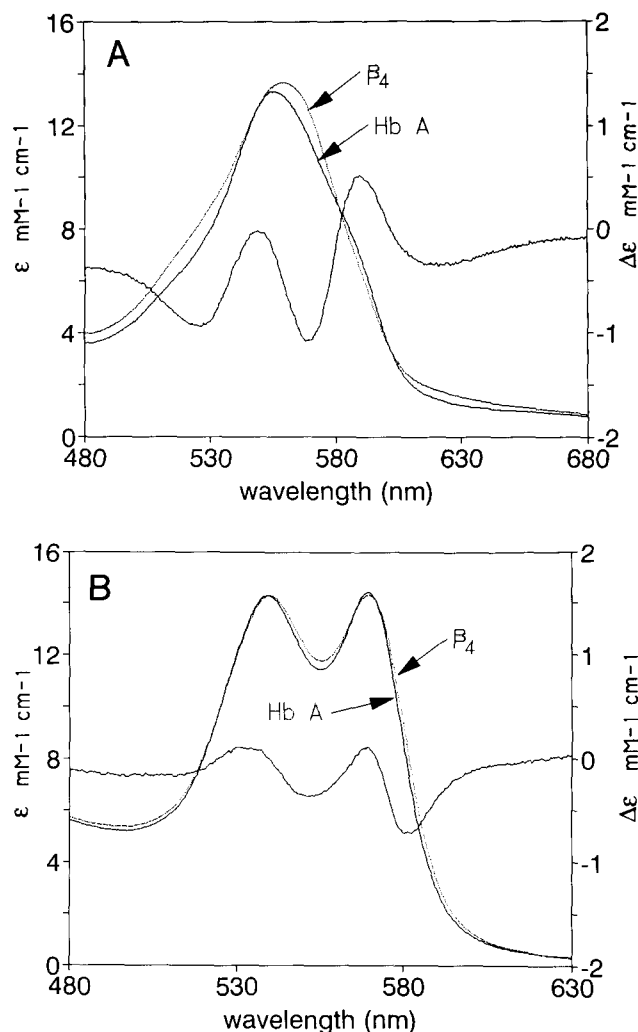 A
16
12
8
4
0
ε mM-1 cm-1
2
1
0
-1
-2
Δε mM-1 cm-1
β4
Hb A
480 530 580 630 680
wavelength (nm)
B
16
12
8
4
0
ε mM-1 cm-1
2
1
0
-1
-2
Δε mM-1 cm-1
β4
Hb A
480 530 580 630
wavelength (nm)